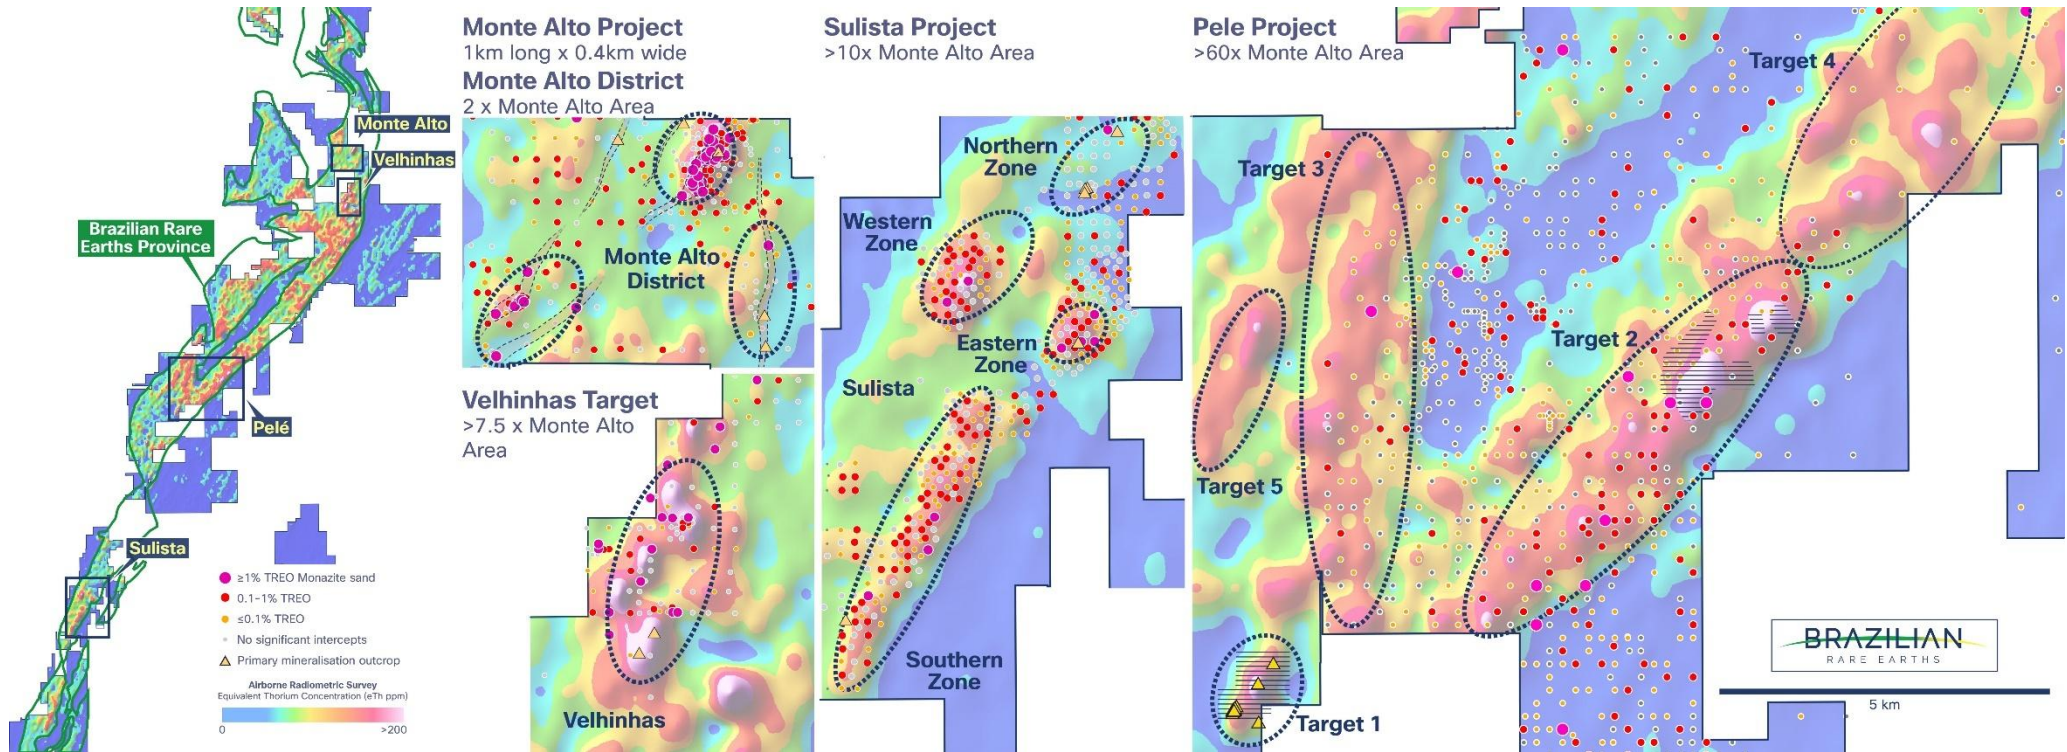 Monte Alto
Velhinhas
Brazilian Rare
Earths Province
Pelé
Sulista
≥1% TREO Monazite sand
0.1-1% TREO
≤0.1% TREO
No significant intercepts
Primary mineralisation outcrop
Airborne Radiometric Survey
Equivalent Thorium Concentration (eTh ppm)
0
>200
Monte Alto Project
1km long x 0.4km wide
Monte Alto District
2 x Monte Alto Area
Monte Alto
District
Velhinhas Target
>7.5 x Monte Alto
Area
Velhinhas
Sulista Project
>10x Monte Alto Area
Northern
Zone
Western
Zone
Eastern
Zone
Sulista
Southern
Zone
Pele Project
>60x Monte Alto Area
Target 4
Target 3
Target 2
Target 5
Target 1
BRAZILIAN
RARE EARTHS
5 km